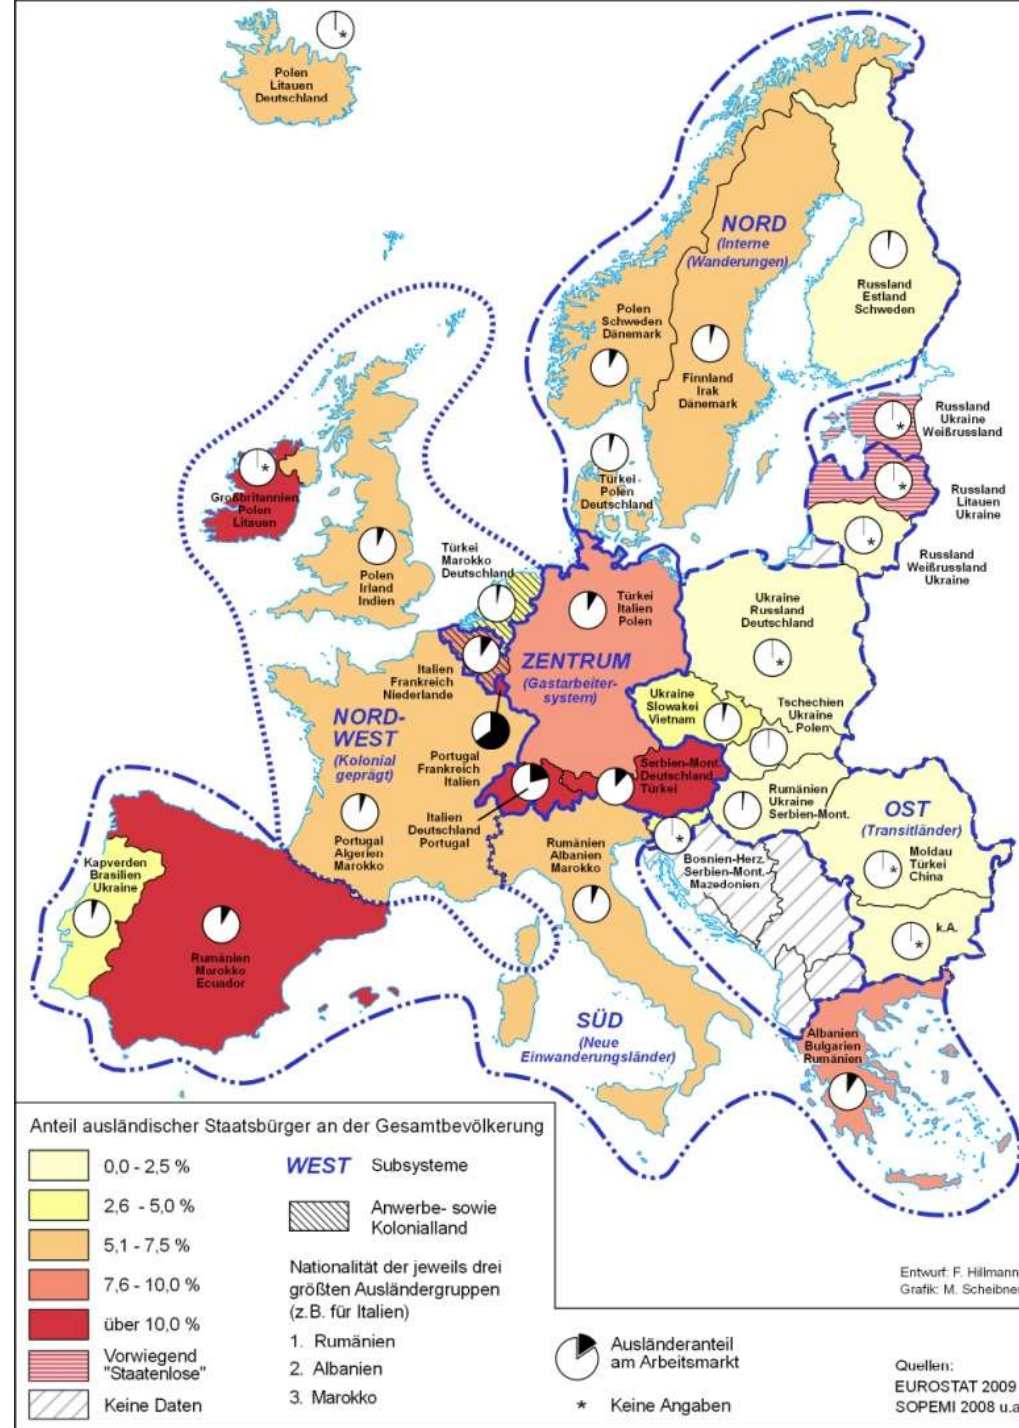 Polen
Litauen
Deutschland
*
NORD
(Interne
(Wanderungen)
Russland
Estland
Schweden
Polen
Schweden
Dänemark
Finnland
Irak
Dänemark
Türkei
Polen
Deutschland
*
Russland
Ukraine
Weißrussland
*
Russland
Litauen
Ukraine
*
Russland
Weißrussland
Ukraine
*
Großbritannien
Polen
Litauen
Polen
Irland
Indien
Türkei
Marokko
Deutschland
Türkei
Italien
Polen
Ukraine
Russland
Deutschland
*
ZENTRUM
(Gastarbeiter-
system)
Italien
Frankreich
Niederlande
Ukraine
Slowakei
Vietnam
Tschechien
Ukraine
Polen
NORD-
WEST
(Kolonial
geprägt)
Portugal
Frankreich
Italien
Serbien-Mont.
Deutschland
Türkei
Rumänien
Ukraine
Serbien-Mont.
OST
(Transitländer)
Italien
Deutschland
Portugal
Portugal
Algerien
Marokko
Rumänien
Albanien
Marokko
*
Bosnien-Herz.
Serbien-Mont.
Mazedonien
Moldau
Türkei
China
*
k.A.
*
Kapverden
Brasilien
Ukraine
Rumänien
Marokko
Ecuador
SÜD
(Neue
Einwanderungsländer)
Albanien
Bulgarien
Rumänien
Anteil ausländischer Staatsbürger an der Gesamtbevölkerung
0,0 - 2,5 %
2,6 - 5,0 %
5,1 - 7,5 %
7,6 - 10,0 %
über 10,0 %
Vorwiegend
"Staatenlose"
Keine Daten
WEST Subsysteme
Anwerbe- sowie
Kolonialland
Nationalität der jeweils drei
größten Ausländergruppen
(z.B. für Italien)
1. Rumänien
2. Albanien
3. Marokko
Ausländeranteil
am Arbeitsmarkt
* Keine Angaben
Entwurf: F. Hillmann
Grafik: M. Scheibner
Quellen:
EUROSTAT 2009
SOPEMI 2008 u.a